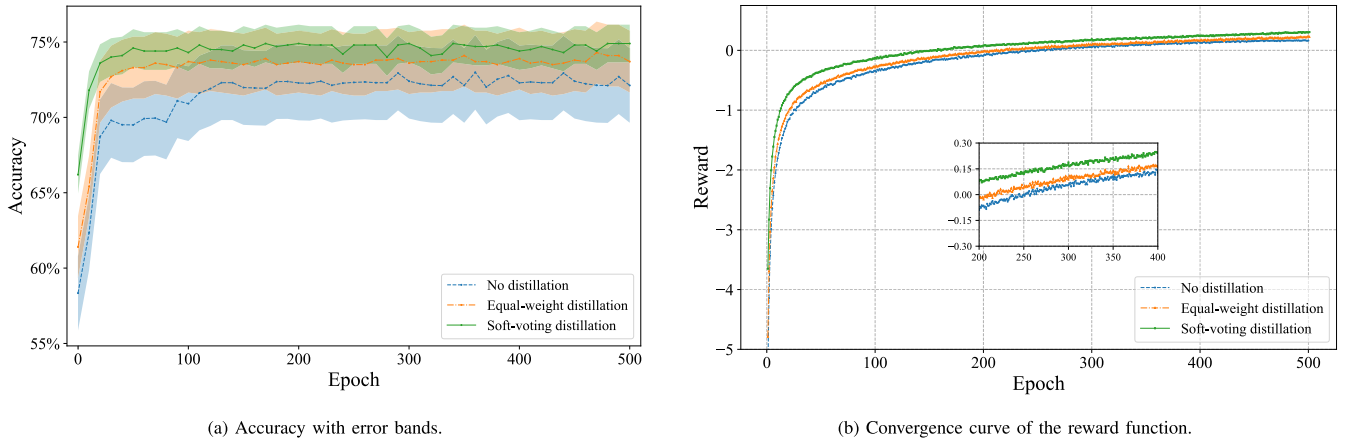 75%
70%
65%
60%
55%
Accuracy
0
100
200
300
400
500
Epoch
No distillation
Equal-weight distillation
Soft-voting distillation
(a) Accuracy with error bands.
0
−1
−2
−3
−4
−5
Reward
0
100
200
300
400
500
Epoch
0.30
0.15
0.00
−0.15
−0.30
200
250
300
350
400
No distillation
Equal-weight distillation
Soft-voting distillation
(b) Convergence curve of the reward function.